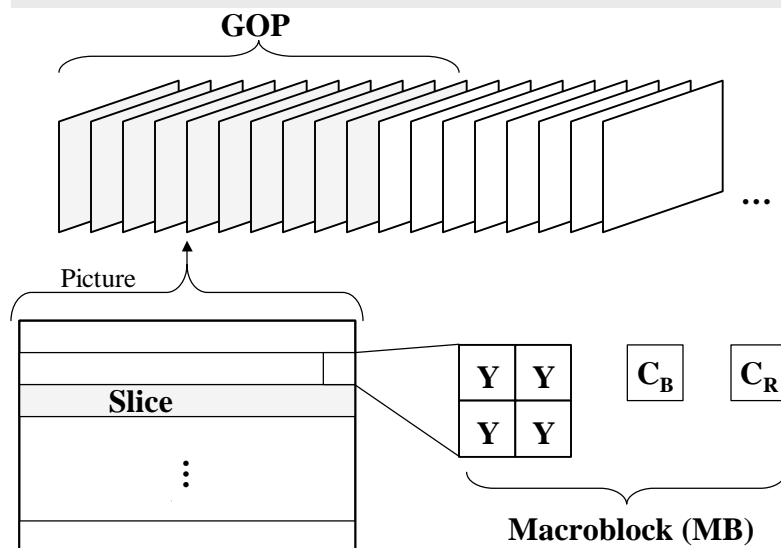 GOP
...
Picture
Slice
⋮
Y Y
Y Y
C_B
C_R
Macroblock (MB)